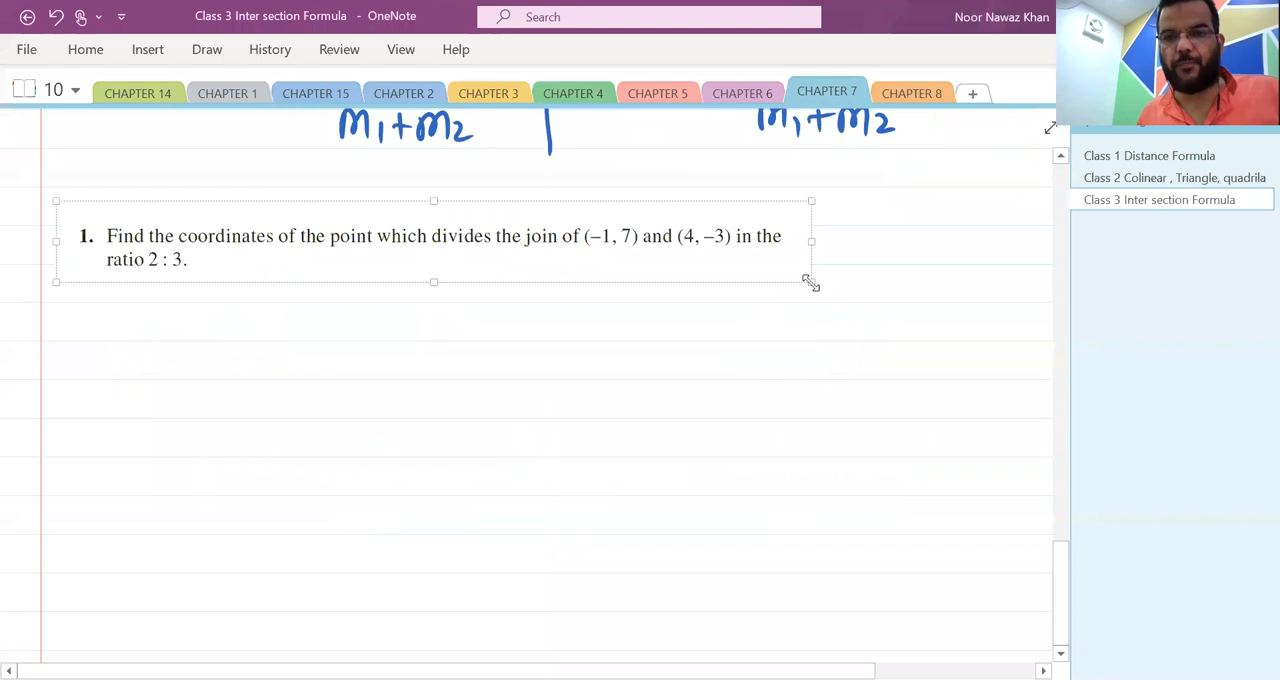 Class 3 Inter section Formula - OneNote
Search
Noor Nawaz Khan
File Home Insert Draw History Review View Help
10 CHAPTER 14 CHAPTER 1 CHAPTER 15 CHAPTER 2 CHAPTER 3 CHAPTER 4 CHAPTER 5 CHAPTER 6 CHAPTER 7 CHAPTER 8 +
m₁+m₂ m₁+m₂
Class 1 Distance Formula
Class 2 Colinear , Triangle, quadrila
Class 3 Inter section Formula
1. Find the coordinates of the point which divides the join of (–1, 7) and (4, –3) in the
ratio 2 : 3.